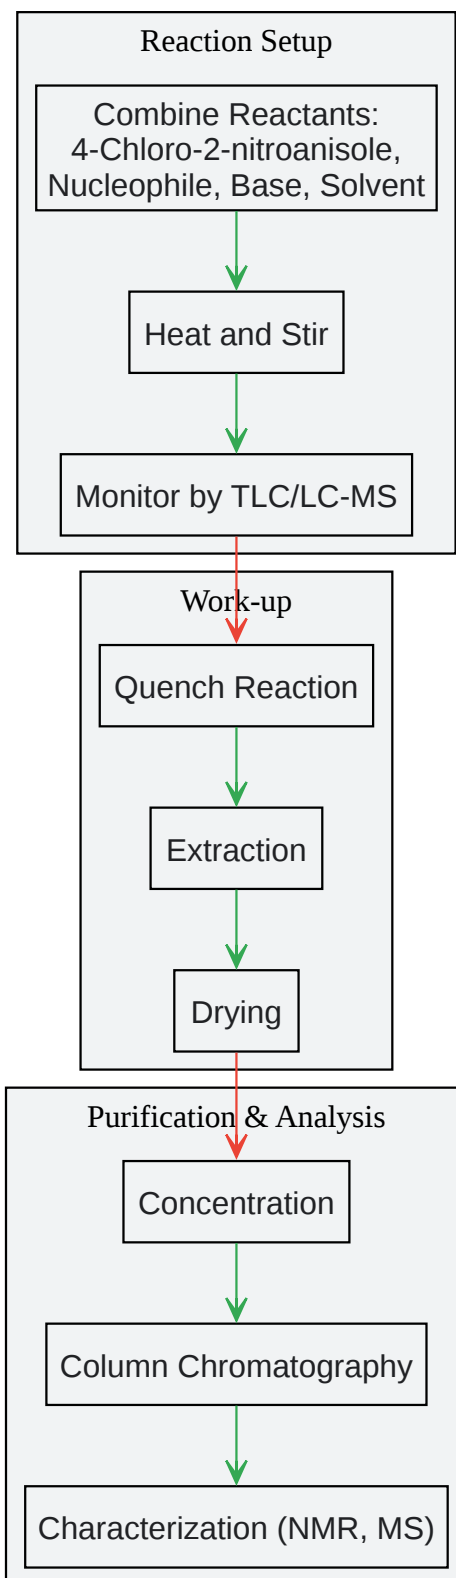 Reaction Setup
Combine Reactants:
4-Chloro-2-nitroanisole,
Nucleophile, Base, Solvent
Heat and Stir
Monitor by TLC/LC-MS
Work-up
Quench Reaction
Extraction
Drying
Purification & Analysis
Concentration
Column Chromatography
Characterization (NMR, MS)